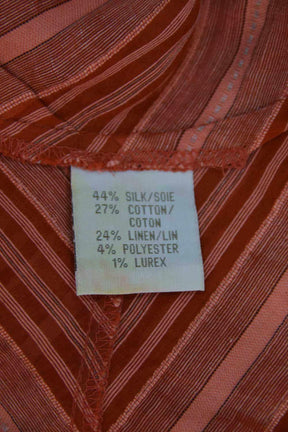 44% SILK/SOIE
27% COTTON/
COTON
24% LINEN/LIN
4% POLYESTER
1% LUREX